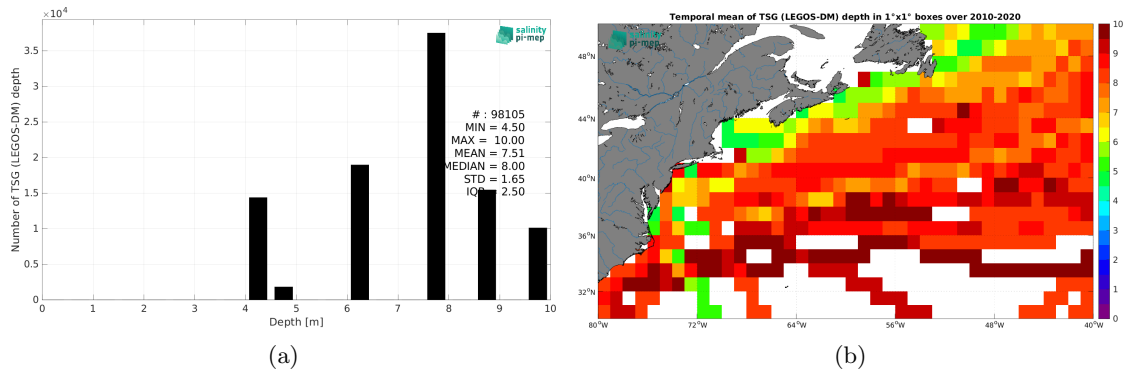 ×10⁴
salinity
pi-mep
3.5
3
2.5
2
1.5
1
0.5
0
Number of TSG (LEGOS-DM) depth
# : 98105
MIN = 4.50
MAX = 10.00
MEAN = 7.51
MEDIAN = 8.00
STD = 1.65
IQR = 2.50
0 1 2 3 4 5 6 7 8 9 10
Depth [m]
(a)
Temporal mean of TSG (LEGOS-DM) depth in 1°x1° boxes over 2010-2020
salinity
pi-mep
48°N
44°N
40°N
36°N
32°N
80°W 72°W 64°W 56°W 48°W 40°W
10
9
8
7
6
5
4
3
2
1
0
(b)